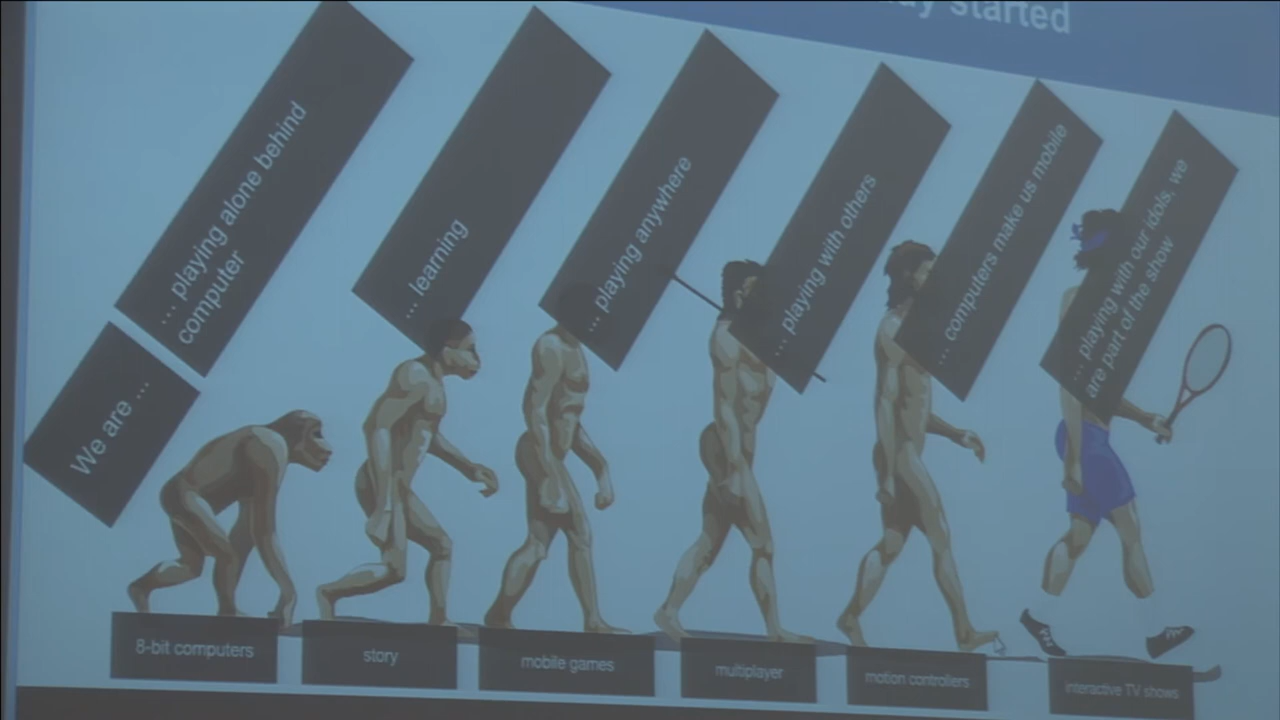 started
We are ...
... playing alone behind
computer
... learning
... playing anywhere
... playing with others
... computers make us mobile
... playing with our idols, we
are part of the show
8-bit computers
story
mobile games
multiplayer
motion controllers
interactive TV shows